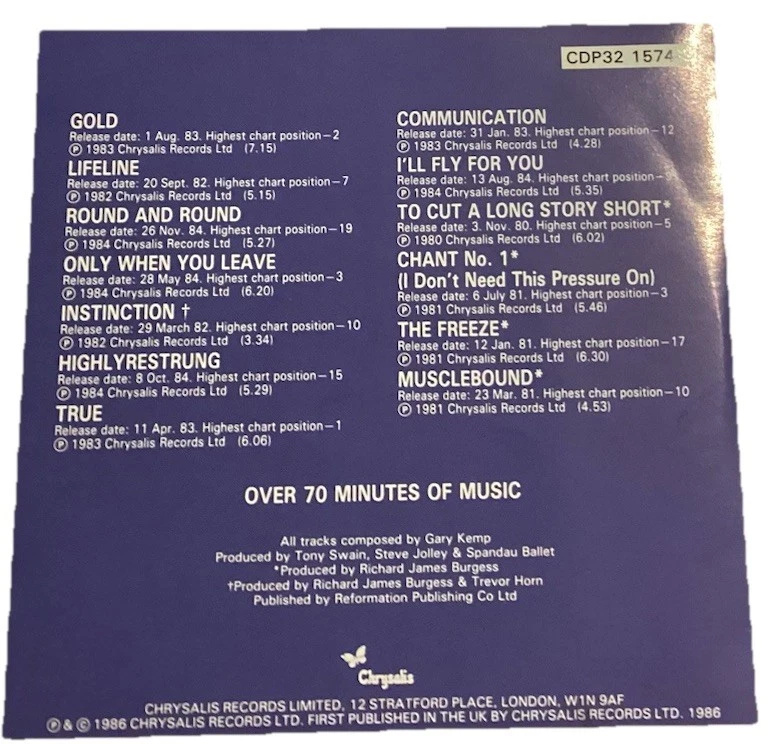 CDP32 1574
GOLD
Release date: 1 Aug. 83. Highest chart position—2
Ⓟ 1983 Chrysalis Records Ltd (7.15)
LIFELINE
Release date: 20 Sept. 82. Highest chart position—7
Ⓟ 1982 Chrysalis Records Ltd (5.15)
ROUND AND ROUND
Release date: 26 Nov. 84. Highest chart position—19
Ⓟ 1984 Chrysalis Records Ltd (5.27)
ONLY WHEN YOU LEAVE
Release date: 28 May 84. Highest chart position—3
Ⓟ 1984 Chrysalis Records Ltd (6.20)
INSTINCTION †
Release date: 29 March 82. Highest chart position—10
Ⓟ 1982 Chrysalis Records Ltd (3.34)
HIGHLYRESTRUNG
Release date: 8 Oct. 84. Highest chart position—15
Ⓟ 1984 Chrysalis Records Ltd (5.29)
TRUE
Release date: 11 Apr. 83. Highest chart position—1
Ⓟ 1983 Chrysalis Records Ltd (6.06)
COMMUNICATION
Release date: 31 Jan. 83. Highest chart position—12
Ⓟ 1983 Chrysalis Records Ltd (4.28)
I'LL FLY FOR YOU
Release date: 13 Aug. 84. Highest chart position—
Ⓟ 1984 Chrysalis Records Ltd (5.35)
TO CUT A LONG STORY SHORT*
Release date: 3. Nov. 80. Highest chart position—5
Ⓟ 1980 Chrysalis Records Ltd (6.02)
CHANT No. 1*
(I Don't Need This Pressure On)
Release date: 6 July 81. Highest chart position—3
Ⓟ 1981 Chrysalis Records Ltd (5.46)
THE FREEZE*
Release date: 12 Jan. 81. Highest chart position—17
Ⓟ 1981 Chrysalis Records Ltd (6.30)
MUSCLEBOUND*
Release date: 23 Mar. 81. Highest chart position—10
Ⓟ 1981 Chrysalis Records Ltd (4.53)
OVER 70 MINUTES OF MUSIC
All tracks composed by Gary Kemp
Produced by Tony Swain, Steve Jolley & Spandau Ballet
*Produced by Richard James Burgess
†Produced by Richard James Burgess & Trevor Horn
Published by Reformation Publishing Co Ltd
Chrysalis
CHRYSALIS RECORDS LIMITED, 12 STRATFORD PLACE, LONDON, W1N 9AF
Ⓟ & © 1986 CHRYSALIS RECORDS LTD. FIRST PUBLISHED IN THE UK BY CHRYSALIS RECORDS LTD. 1986